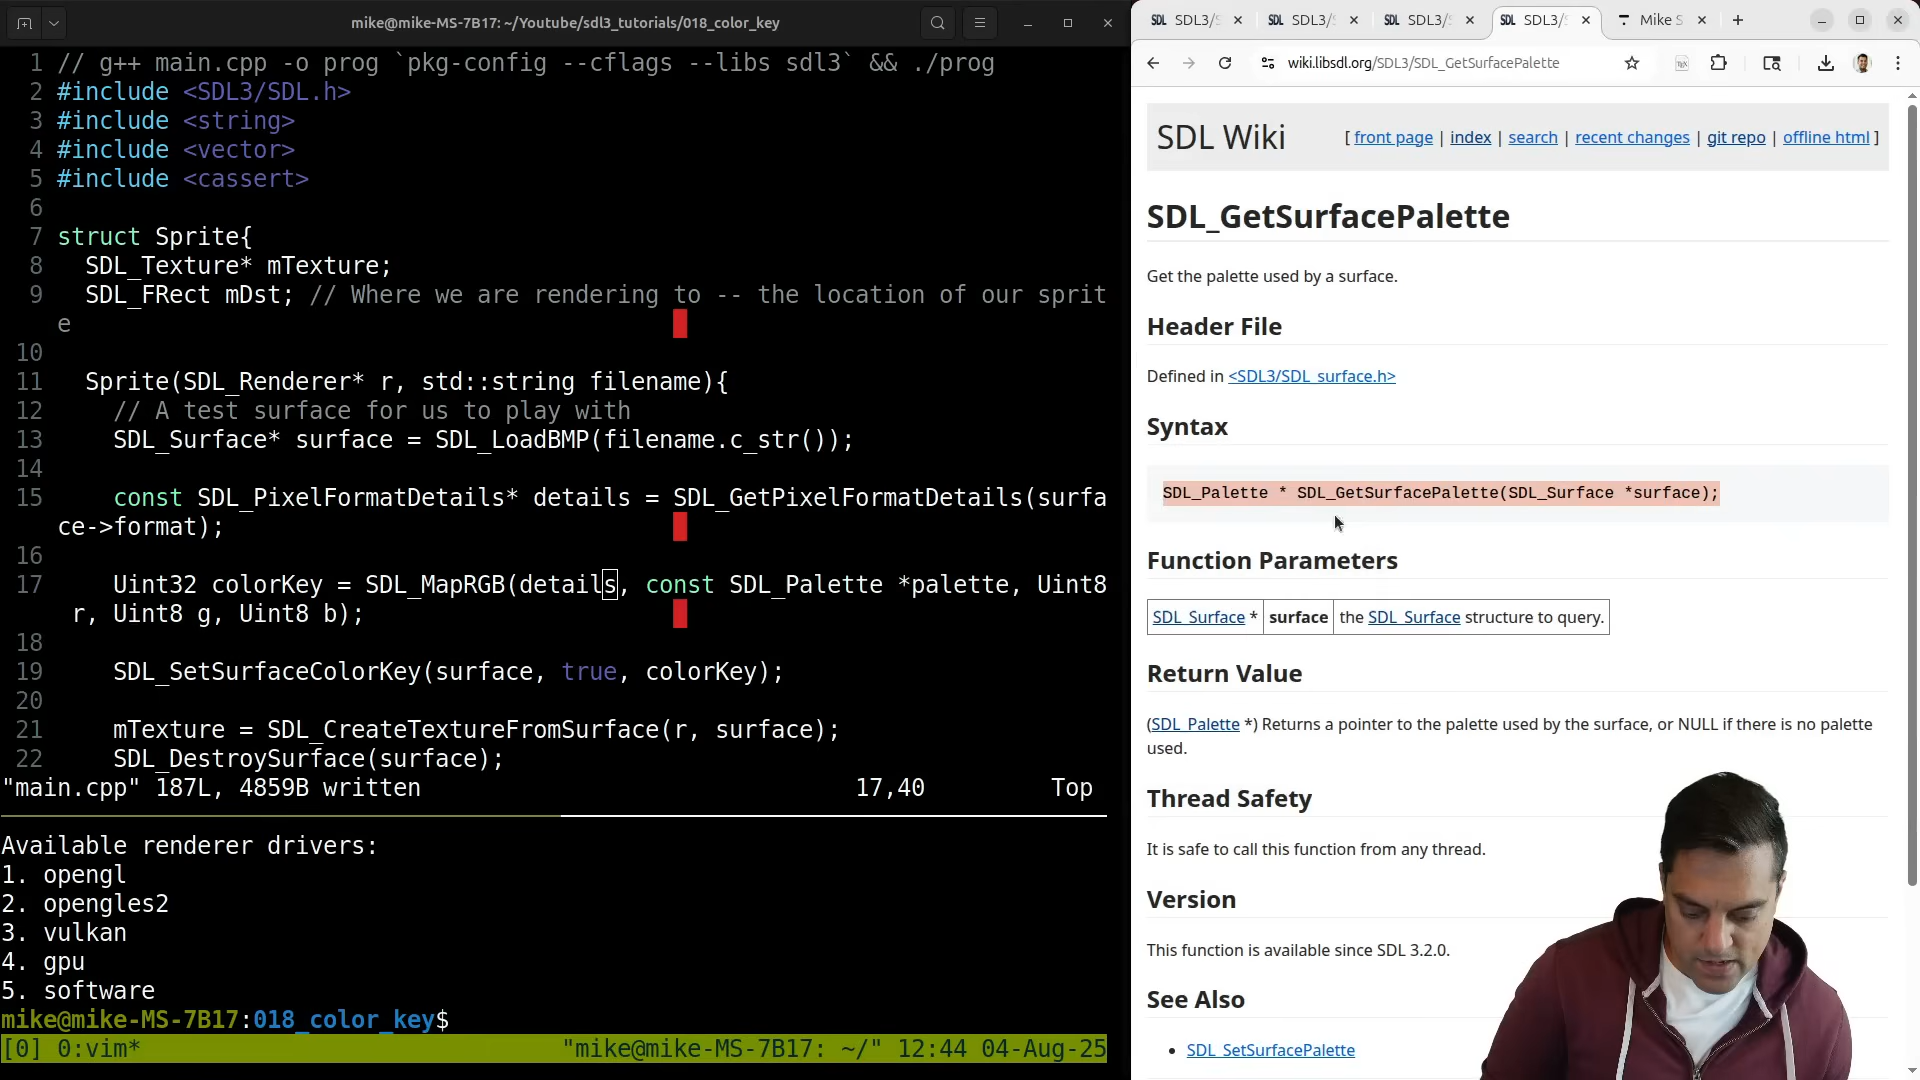 mike@mike-MS-7B17: ~/Youtube/sdl3_tutorials/018_color_key
1 // g++ main.cpp -o prog `pkg-config --cflags --libs sdl3` && ./prog
2 #include <SDL3/SDL.h>
3 #include <string>
4 #include <vector>
5 #include <cassert>
6
7 struct Sprite{
8 SDL_Texture* mTexture;
9 SDL_FRect mDst; // Where we are rendering to -- the location of our sprit
e
10
11 Sprite(SDL_Renderer* r, std::string filename){
12 // A test surface for us to play with
13 SDL_Surface* surface = SDL_LoadBMP(filename.c_str());
14
15 const SDL_PixelFormatDetails* details = SDL_GetPixelFormatDetails(surfa
ce->format);
16
17 Uint32 colorKey = SDL_MapRGB(details, const SDL_Palette *palette, Uint8
r, Uint8 g, Uint8 b);
18
19 SDL_SetSurfaceColorKey(surface, true, colorKey);
20
21 mTexture = SDL_CreateTextureFromSurface(r, surface);
22 SDL_DestroySurface(surface);
"main.cpp" 187L, 4859B written 17,40 Top
Available renderer drivers:
1. opengl
2. opengles2
3. vulkan
4. gpu
5. software
mike@mike-MS-7B17:018_color_key$
[0] 0:vim* "mike@mike-MS-7B17: ~/" 12:44 04-Aug-25
SDL SDL3/S SDL SDL3/S SDL SDL3/S SDL SDL3/S Mike S
wiki.libsdl.org/SDL3/SDL_GetSurfacePalette
SDL Wiki [ front page | index | search | recent changes | git repo | offline html ]
SDL_GetSurfacePalette
Get the palette used by a surface.
Header File
Defined in <SDL3/SDL_surface.h>
Syntax
SDL_Palette * SDL_GetSurfacePalette(SDL_Surface *surface);
Function Parameters
SDL_Surface * surface the SDL_Surface structure to query.
Return Value
(SDL_Palette *) Returns a pointer to the palette used by the surface, or NULL if there is no palette
used.
Thread Safety
It is safe to call this function from any thread.
Version
This function is available since SDL 3.2.0.
See Also
• SDL_SetSurfacePalette